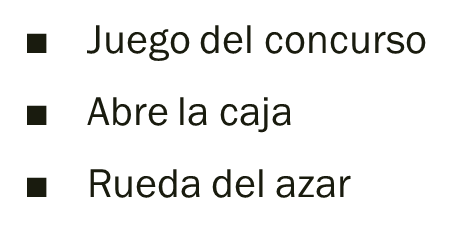 ▪ Juego del concurso
▪ Abre la caja
▪ Rueda del azar